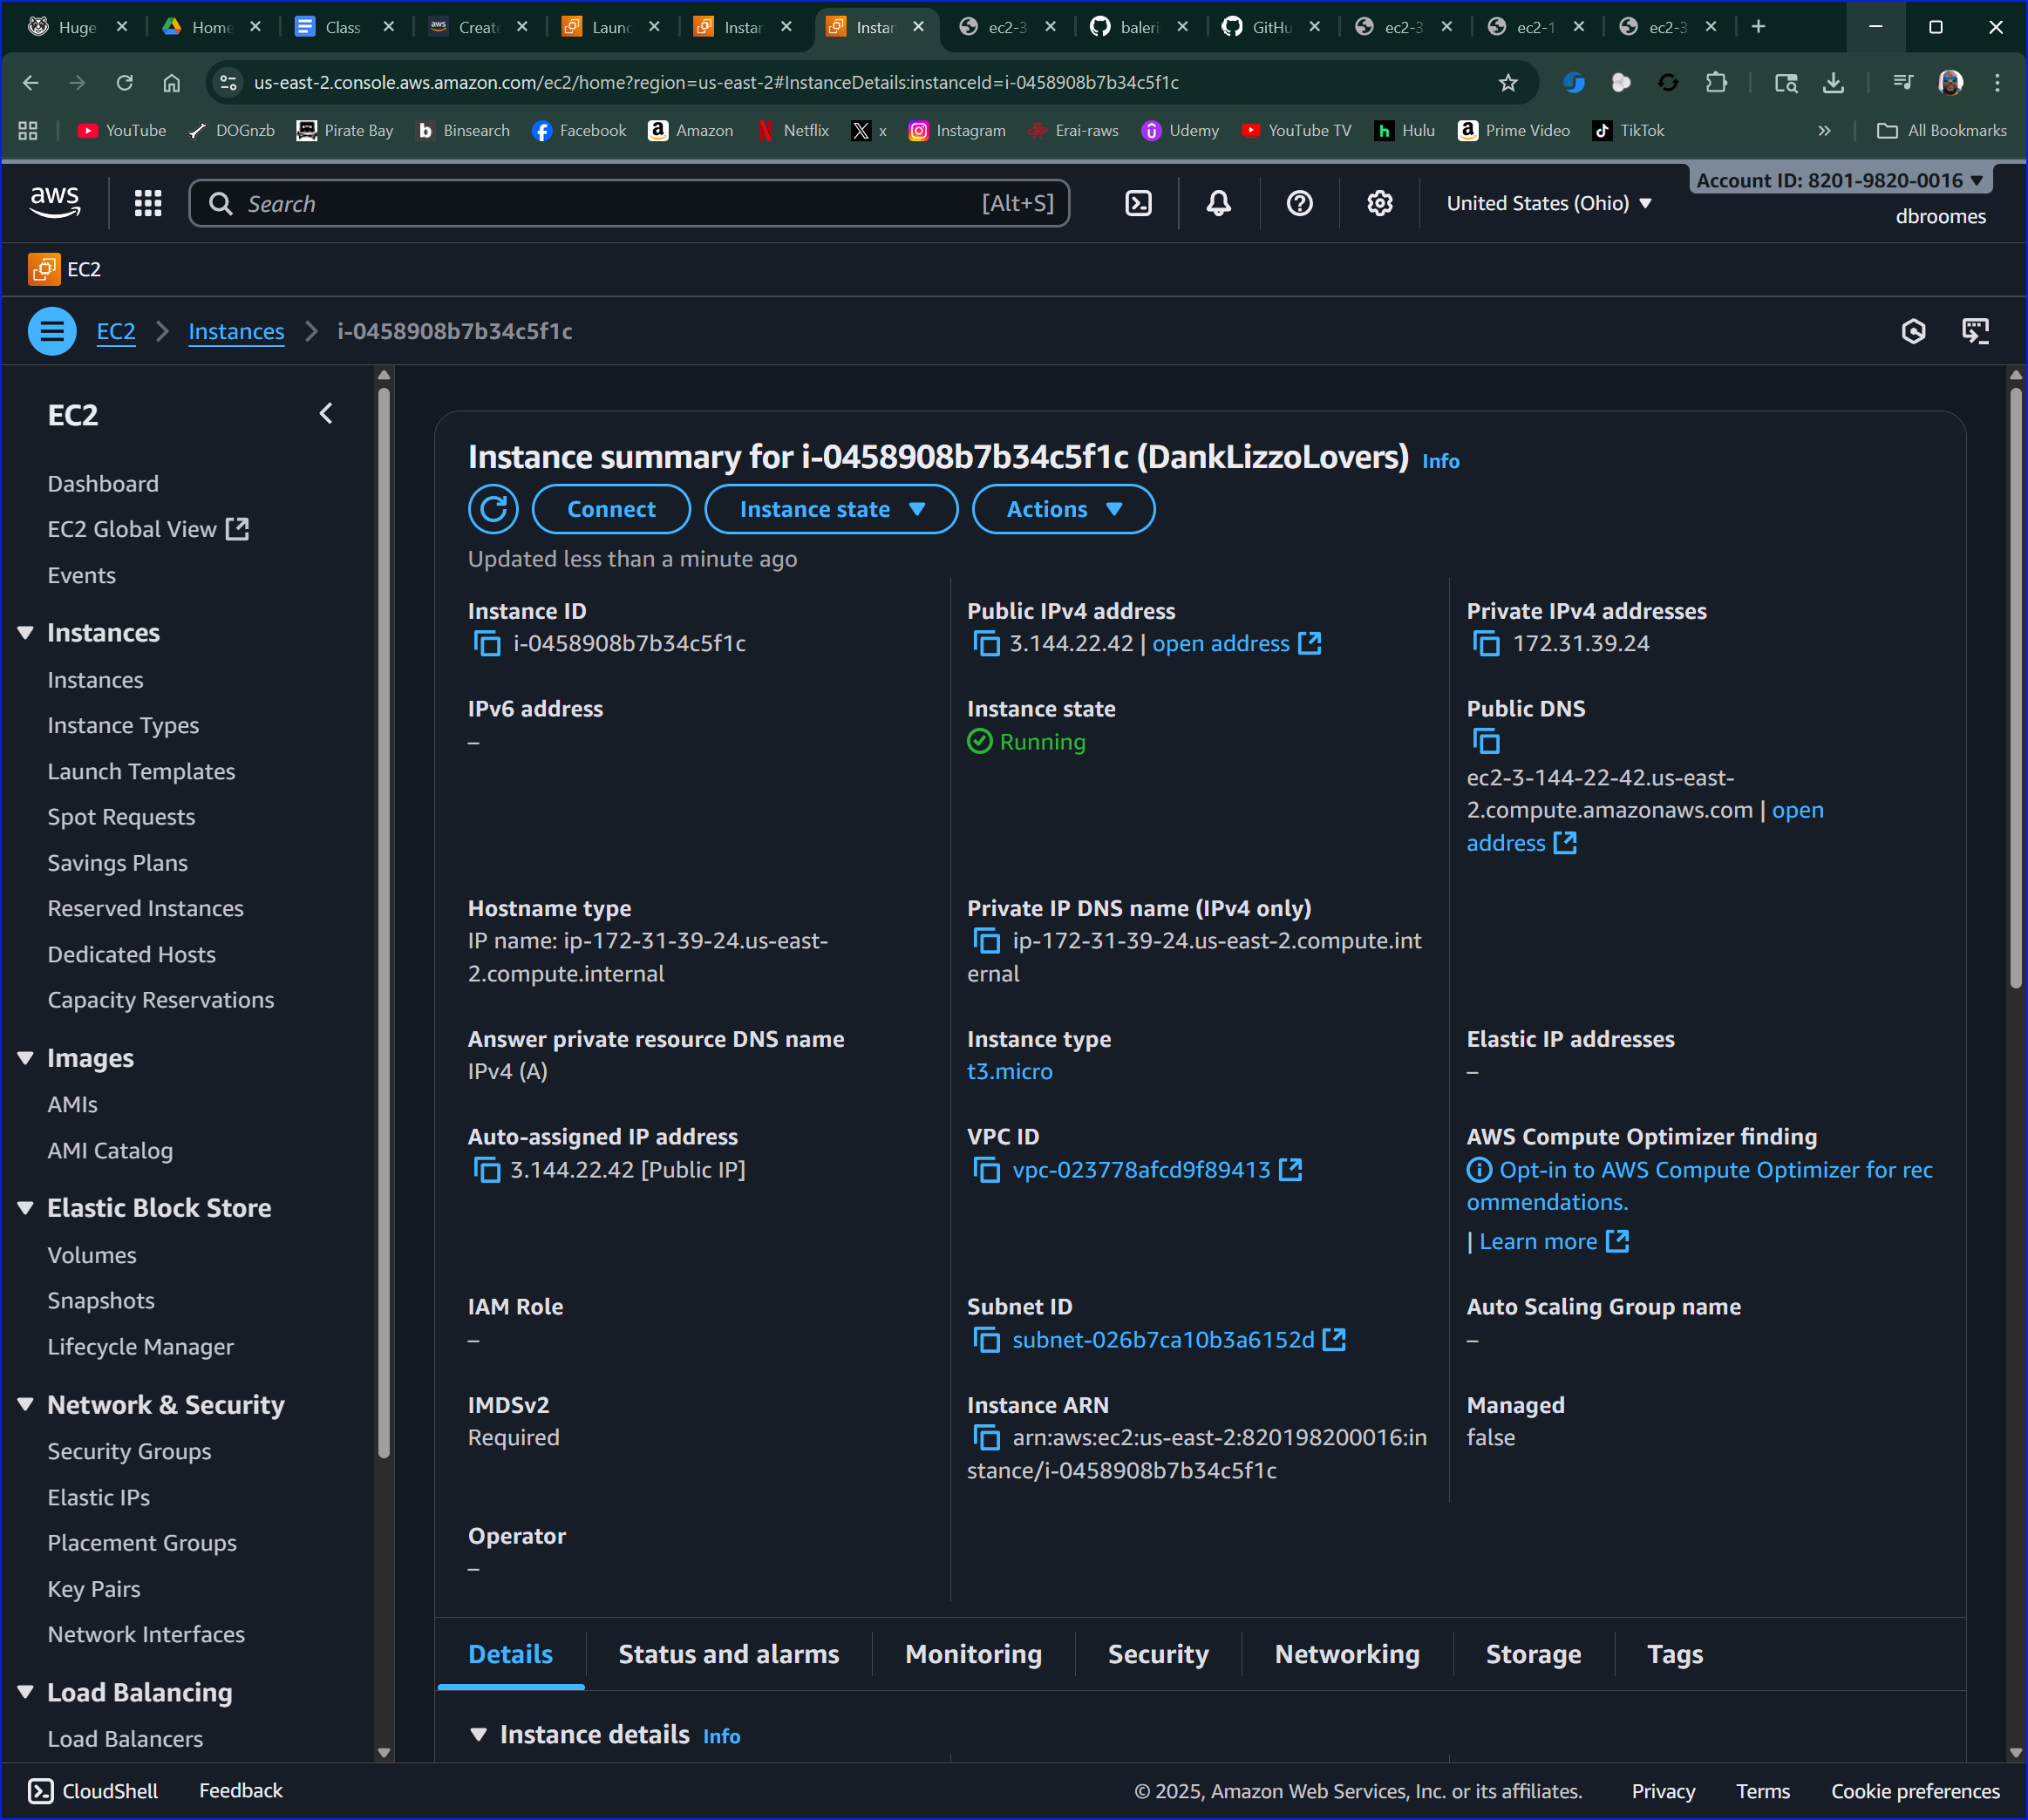 Huge
Home
Class
aws Create
Launc
Instan
Instan
ec2-3
baleri
GitHu
ec2-3
ec2-1
ec2-3
us-east-2.console.aws.amazon.com/ec2/home?region=us-east-2#InstanceDetails:instanceId=i-0458908b7b34c5f1c
YouTube DOGnzb Pirate Bay Binsearch Facebook Amazon Netflix x Instagram Erai-raws Udemy YouTube TV Hulu Prime Video TikTok » All Bookmarks
aws Search [Alt+S] United States (Ohio) Account ID: 8201-9820-0016
dbroomes
EC2
EC2 Instances i-0458908b7b34c5f1c
EC2
Dashboard
EC2 Global View
Events
Instances
Instances
Instance Types
Launch Templates
Spot Requests
Savings Plans
Reserved Instances
Dedicated Hosts
Capacity Reservations
Images
AMIs
AMI Catalog
Elastic Block Store
Volumes
Snapshots
Lifecycle Manager
Network & Security
Security Groups
Elastic IPs
Placement Groups
Key Pairs
Network Interfaces
Load Balancing
Load Balancers
Instance summary for i-0458908b7b34c5f1c (DankLizzoLovers) Info
Connect Instance state Actions
Updated less than a minute ago
Instance ID
i-0458908b7b34c5f1c
Public IPv4 address
3.144.22.42 | open address
Private IPv4 addresses
172.31.39.24
IPv6 address
–
Instance state
Running
Public DNS
ec2-3-144-22-42.us-east-
2.compute.amazonaws.com | open
address
Hostname type
IP name: ip-172-31-39-24.us-east-
2.compute.internal
Private IP DNS name (IPv4 only)
ip-172-31-39-24.us-east-2.compute.int
ernal
Answer private resource DNS name
IPv4 (A)
Instance type
t3.micro
Elastic IP addresses
–
Auto-assigned IP address
3.144.22.42 [Public IP]
VPC ID
vpc-023778afcd9f89413
AWS Compute Optimizer finding
Opt-in to AWS Compute Optimizer for rec
ommendations.
| Learn more
IAM Role
–
Subnet ID
subnet-026b7ca10b3a6152d
Auto Scaling Group name
–
IMDSv2
Required
Instance ARN
arn:aws:ec2:us-east-2:820198200016:in
stance/i-0458908b7b34c5f1c
Managed
false
Operator
–
Details Status and alarms Monitoring Security Networking Storage Tags
Instance details Info
CloudShell Feedback © 2025, Amazon Web Services, Inc. or its affiliates. Privacy Terms Cookie preferences